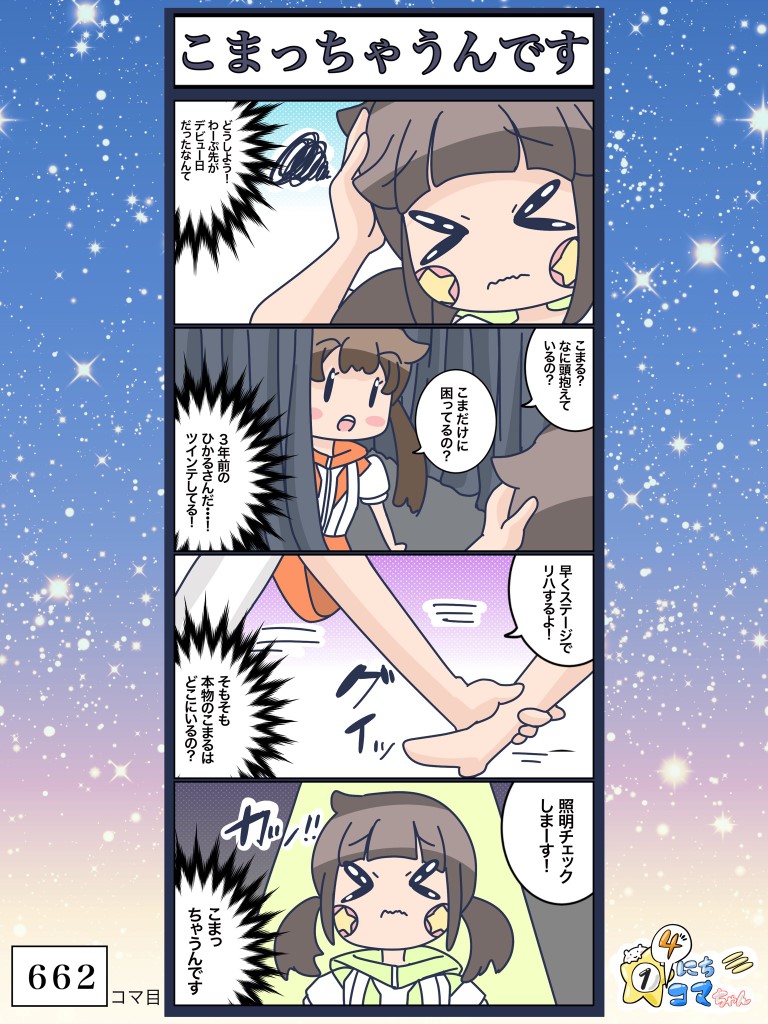 こまっちゃうんです
どうしよう！
わーぷ先が
デビュー日
だったなんて
こまる？
なに頭抱えて
いるの？
こまだけに
困ってるの？
３年前の
ひかるさんだ…！
ツインテしてる！
早くステージで
リハするよ！
グイッ
そもそも
本物のこまるは
どこにいるの？
照明チェック
しまーす！
カッ!!
こまっ
ちゃうんです
662
コマ目
1
にち
4
コマ
ちゃん